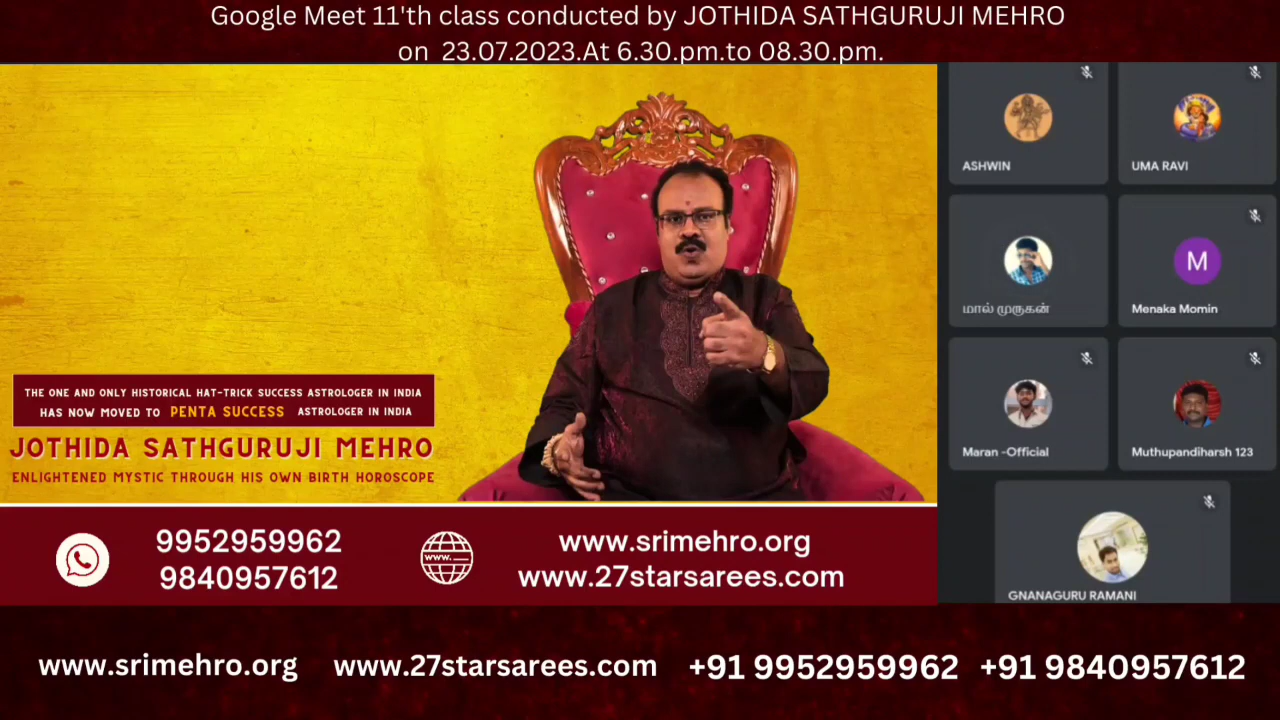 Google Meet 11'th class conducted by JOTHIDA SATHGURUJI MEHRO
on 23.07.2023.At 6.30.pm.to 08.30.pm.
ASHWIN
UMA RAVI
மால் முருகன்
M
Menaka Momin
Maran -Official
Muthupandiharsh 123
GNANAGURU RAMANI
THE ONE AND ONLY HISTORICAL HAT-TRICK SUCCESS ASTROLOGER IN INDIA
HAS NOW MOVED TO PENTA SUCCESS ASTROLOGER IN INDIA
JOTHIDA SATHGURUJI MEHRO
ENLIGHTENED MYSTIC THROUGH HIS OWN BIRTH HOROSCOPE
9952959962
9840957612
www.
www.srimehro.org
www.27starsarees.com
www.srimehro.org www.27starsarees.com +91 9952959962 +91 9840957612